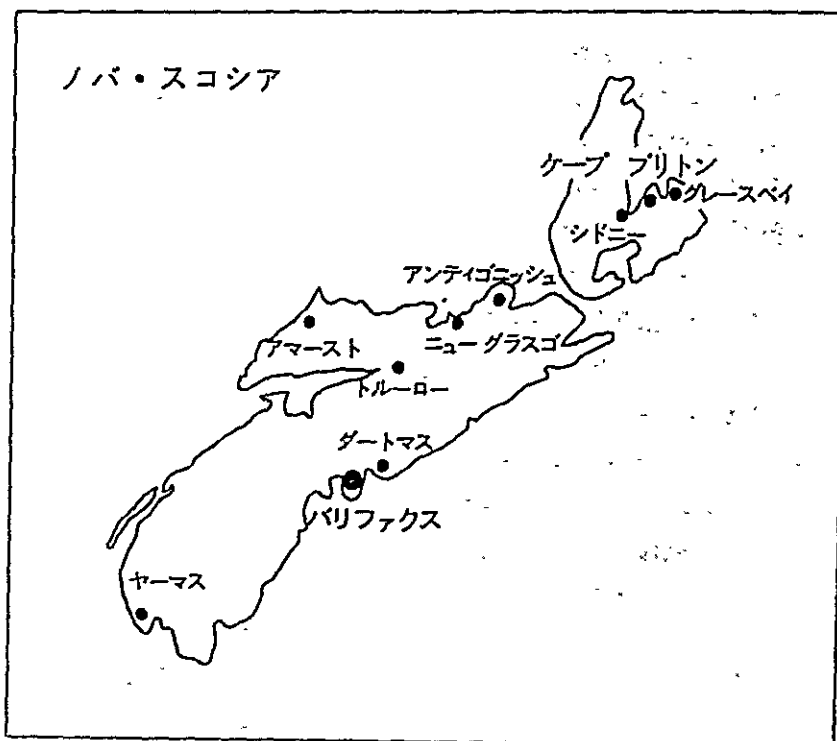 ノバ・スコシア
ケープ ブリトン
グレースベイ
シドニー
アンティゴニッシュ
アマースト
ニューグラスゴ
トルーロー
ダートマス
ハリファクス
ヤーマス